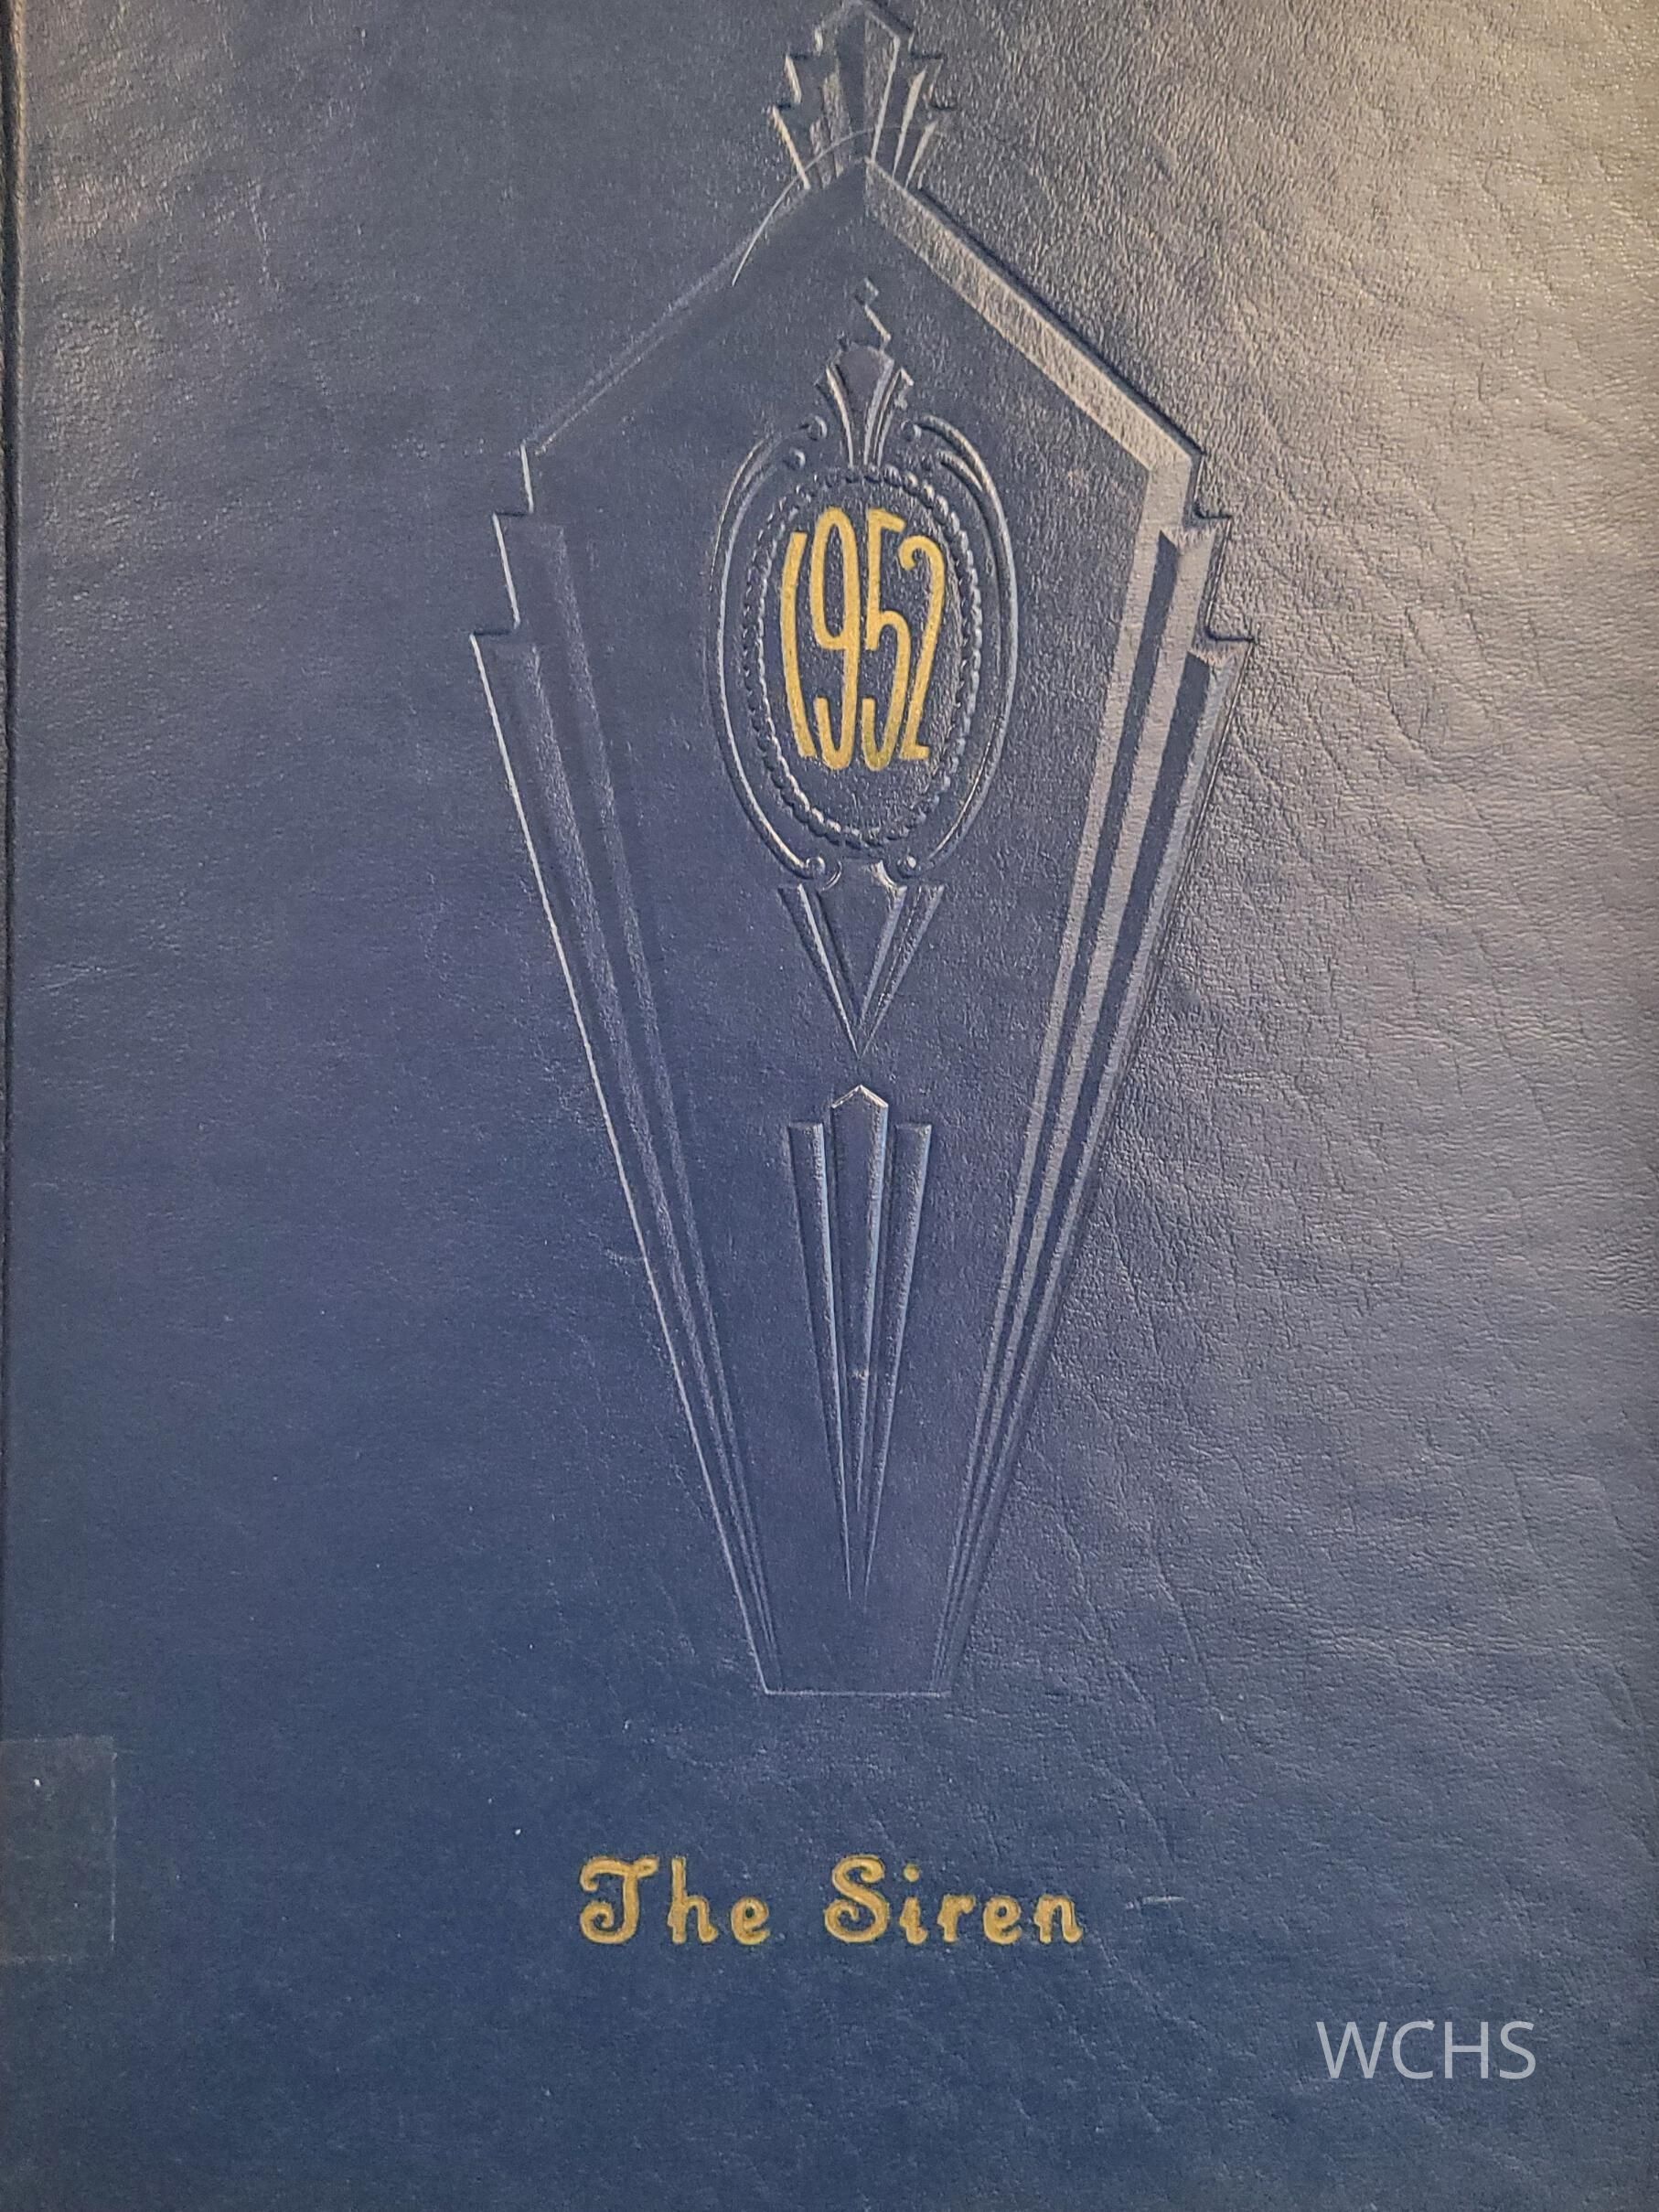 1952
The Siren
WCHS